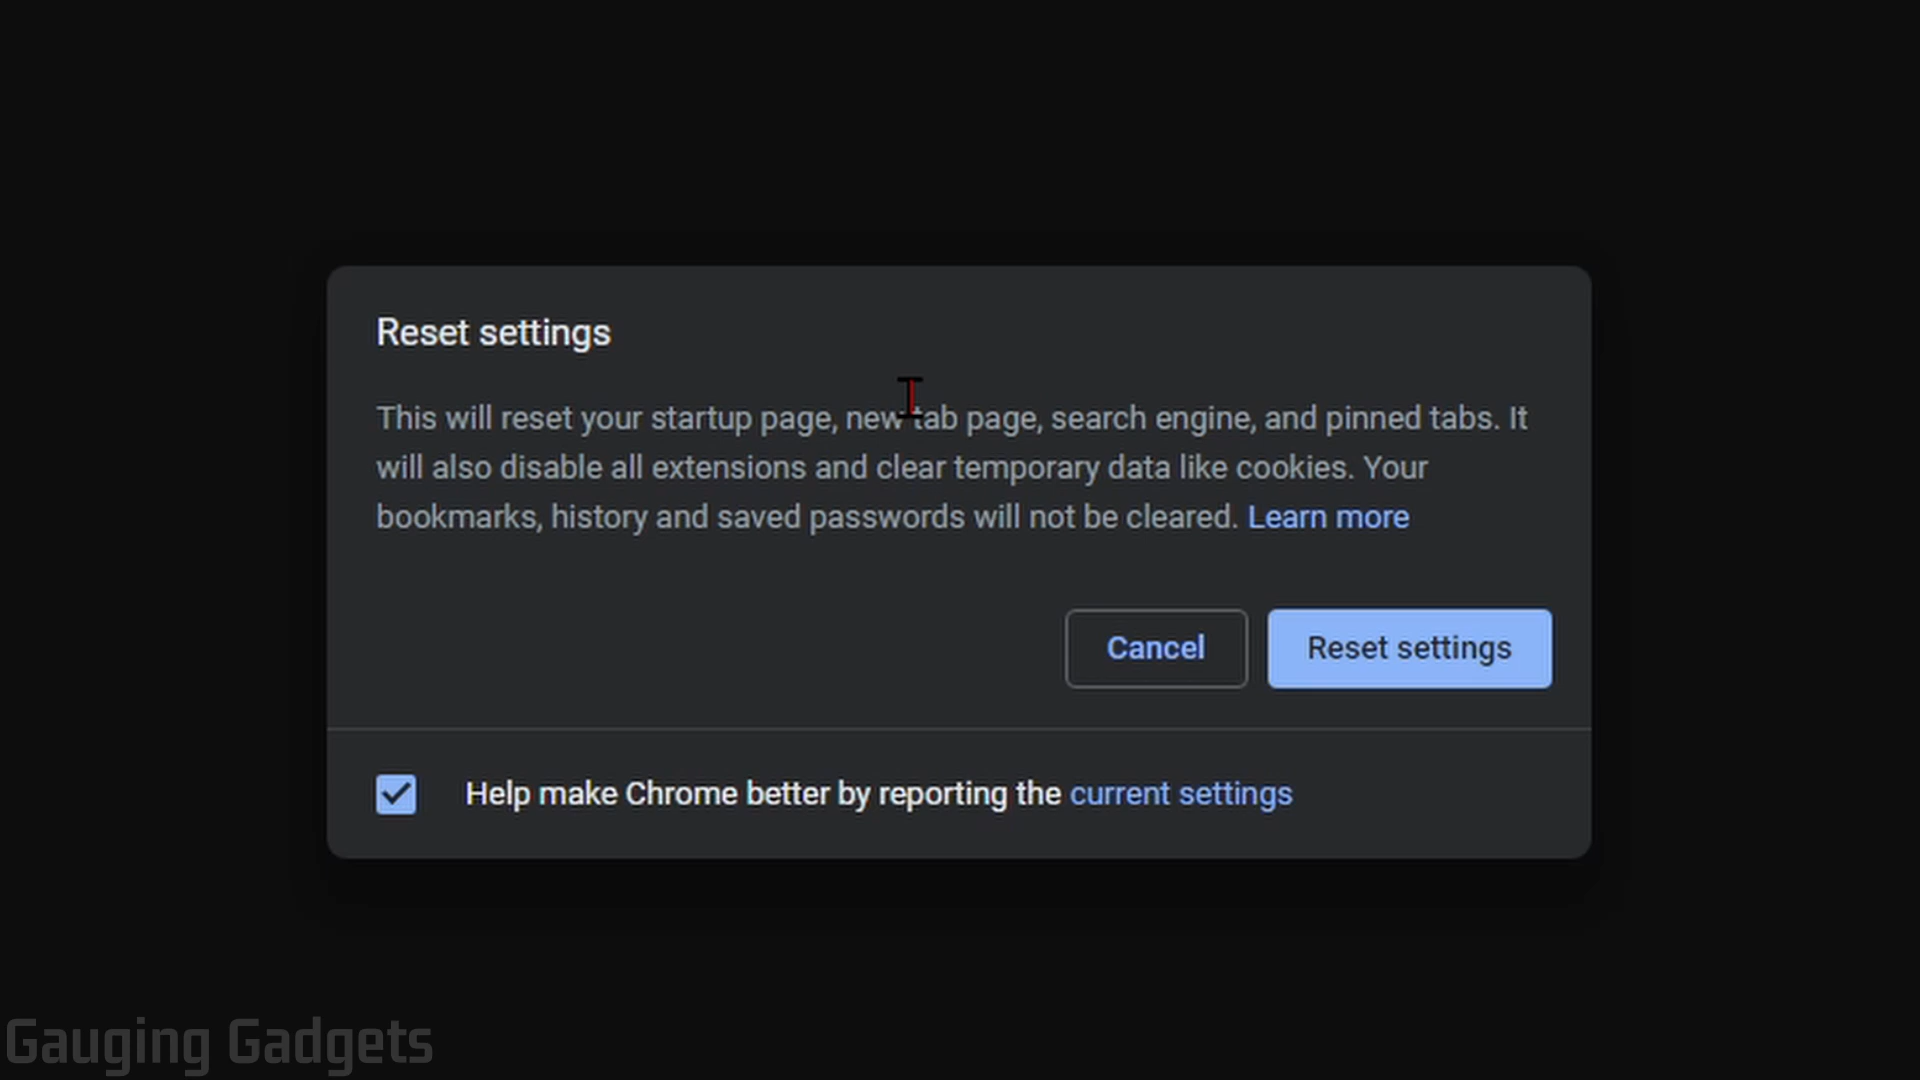 Reset settings
This will reset your startup page, new tab page, search engine, and pinned tabs. It
will also disable all extensions and clear temporary data like cookies. Your
bookmarks, history and saved passwords will not be cleared. Learn more
Cancel
Reset settings
Help make Chrome better by reporting the current settings
Gauging Gadgets